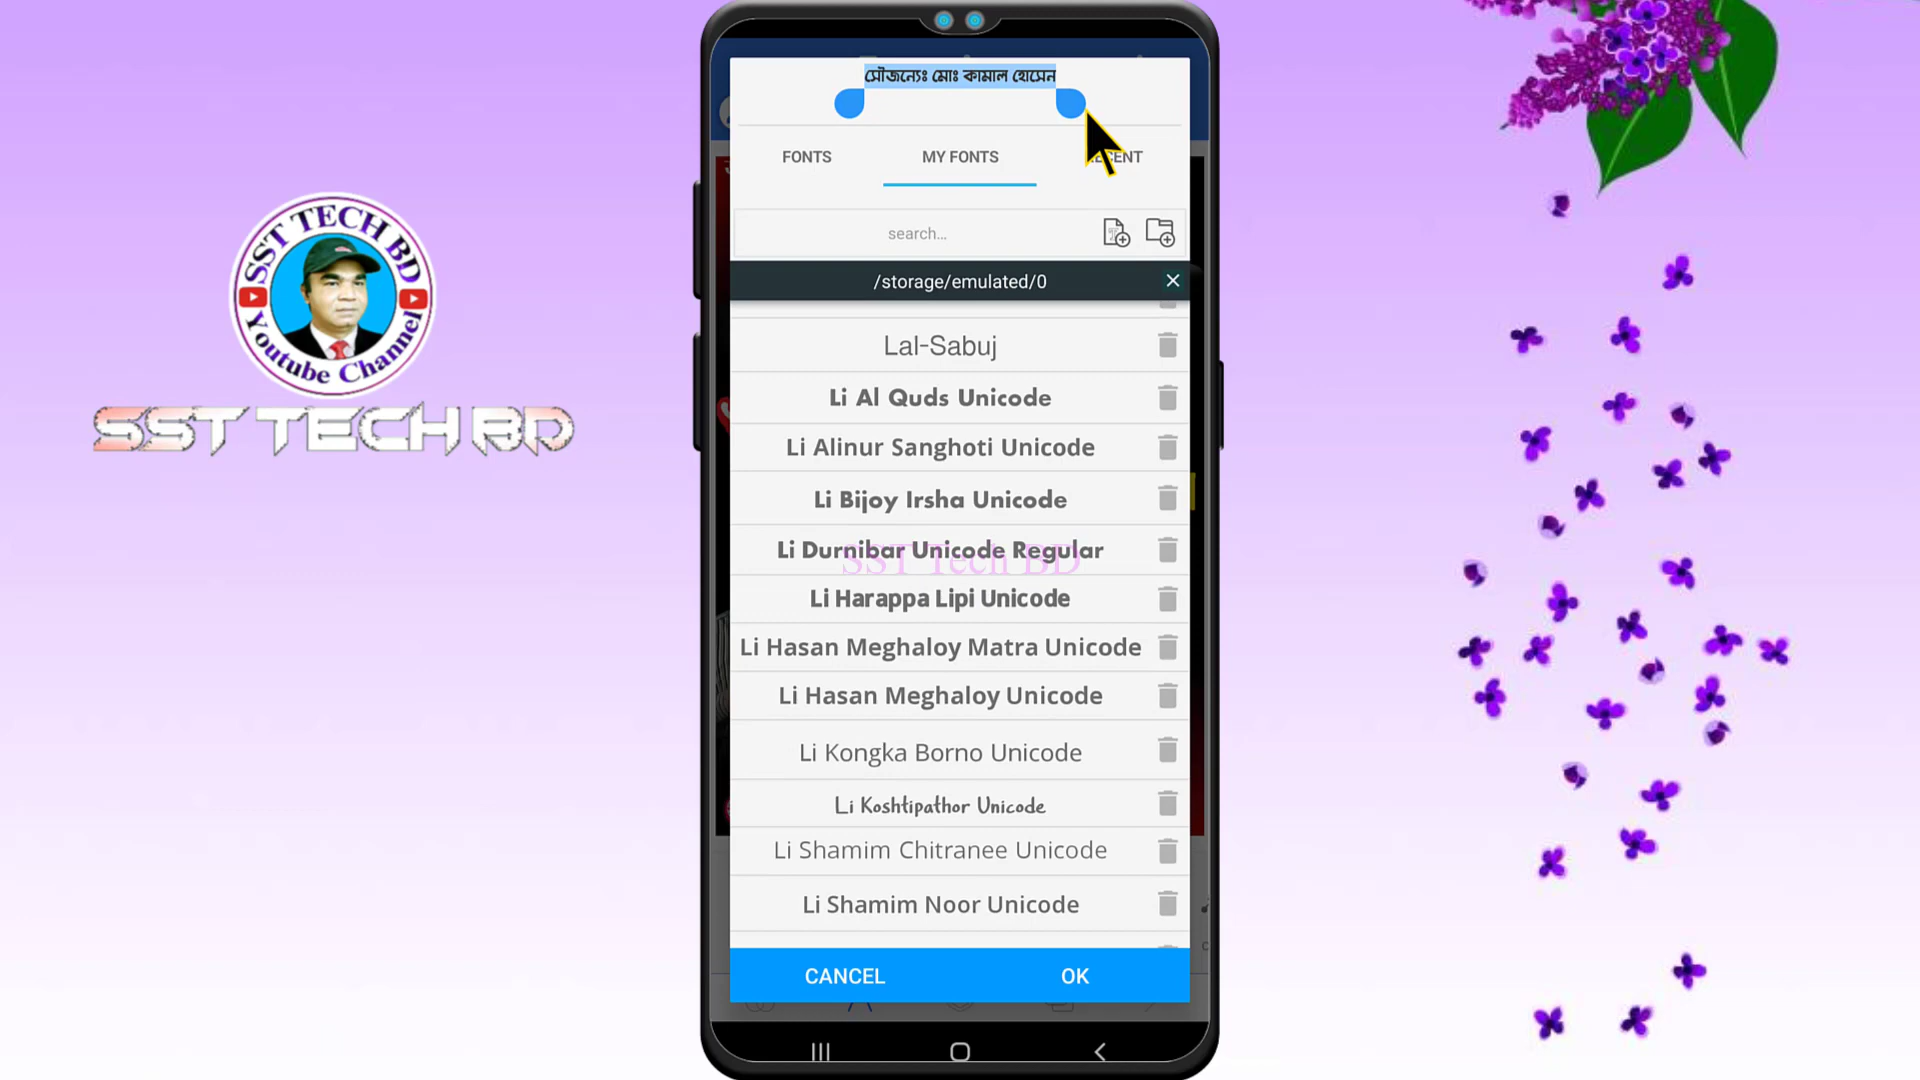 সৌজন্যেঃ মোঃ কামাল হোসেন
FONTS
MY FONTS
search...
/storage/emulated/0
Lal-Sabuj
Li Al Quds Unicode
Li Alinur Sanghoti Unicode
Li Bijoy Irsha Unicode
Li Durnibar Unicode Regular
SST Tech BD
Li Harappa Lipi Unicode
Li Hasan Meghaloy Matra Unicode
Li Hasan Meghaloy Unicode
Li Kongka Borno Unicode
Li Koshtipathor Unicode
Li Shamim Chitranee Unicode
Li Shamim Noor Unicode
CANCEL
OK
SST TECH BD
Youtube Channel
SST TECH BD